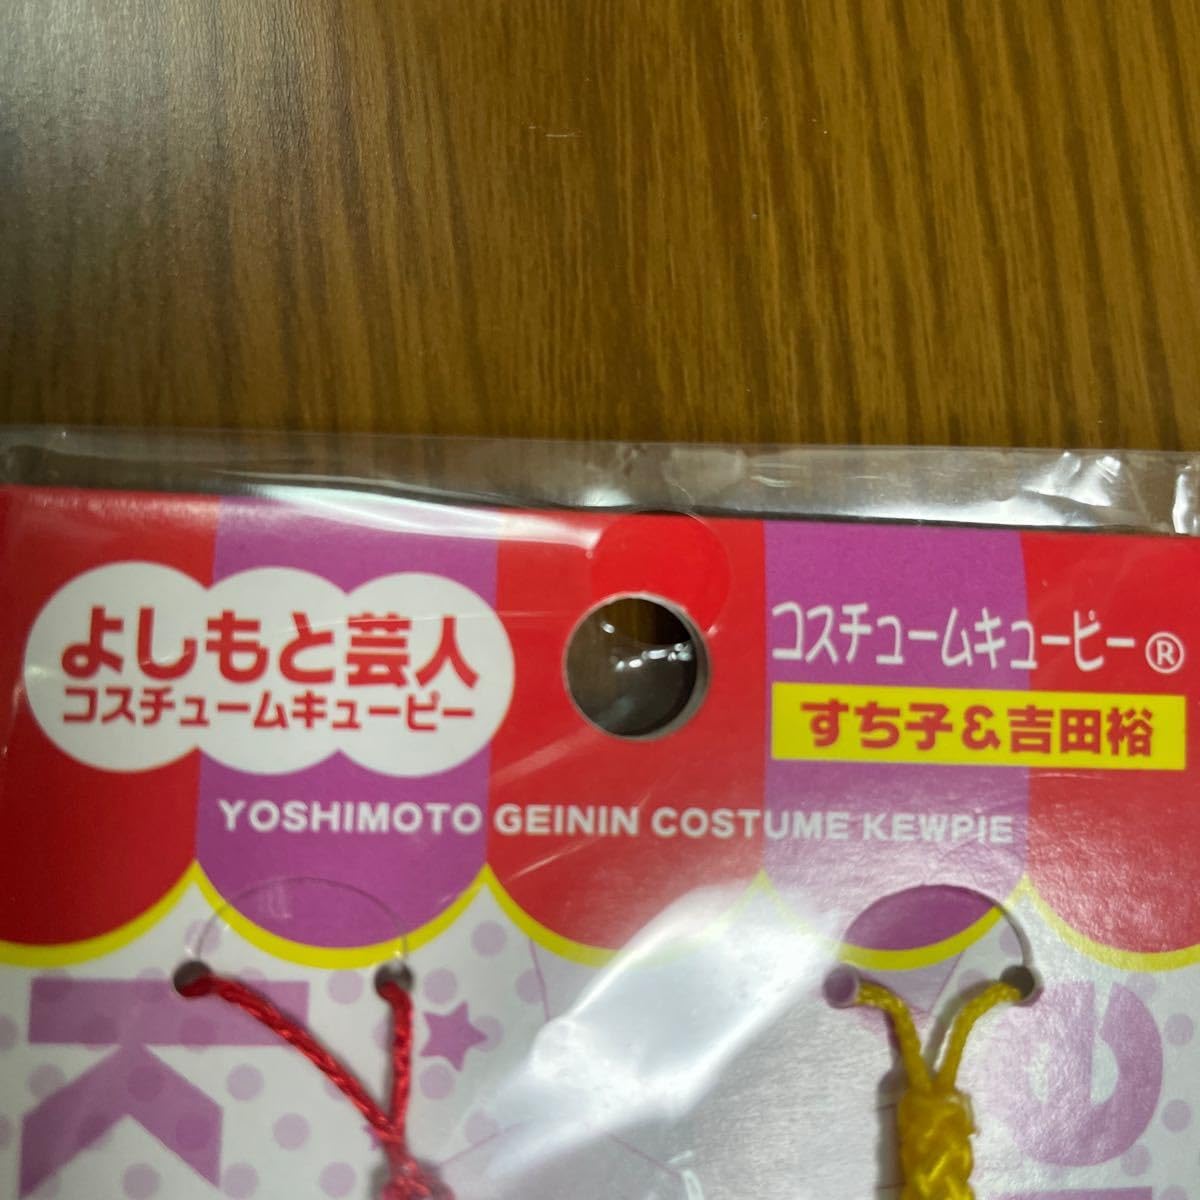 よしもと芸人
コスチュームキューピー
コスチュームキューピー®
すち子&吉田裕
YOSHIMOTO GEININ COSTUME KEWPIE
K